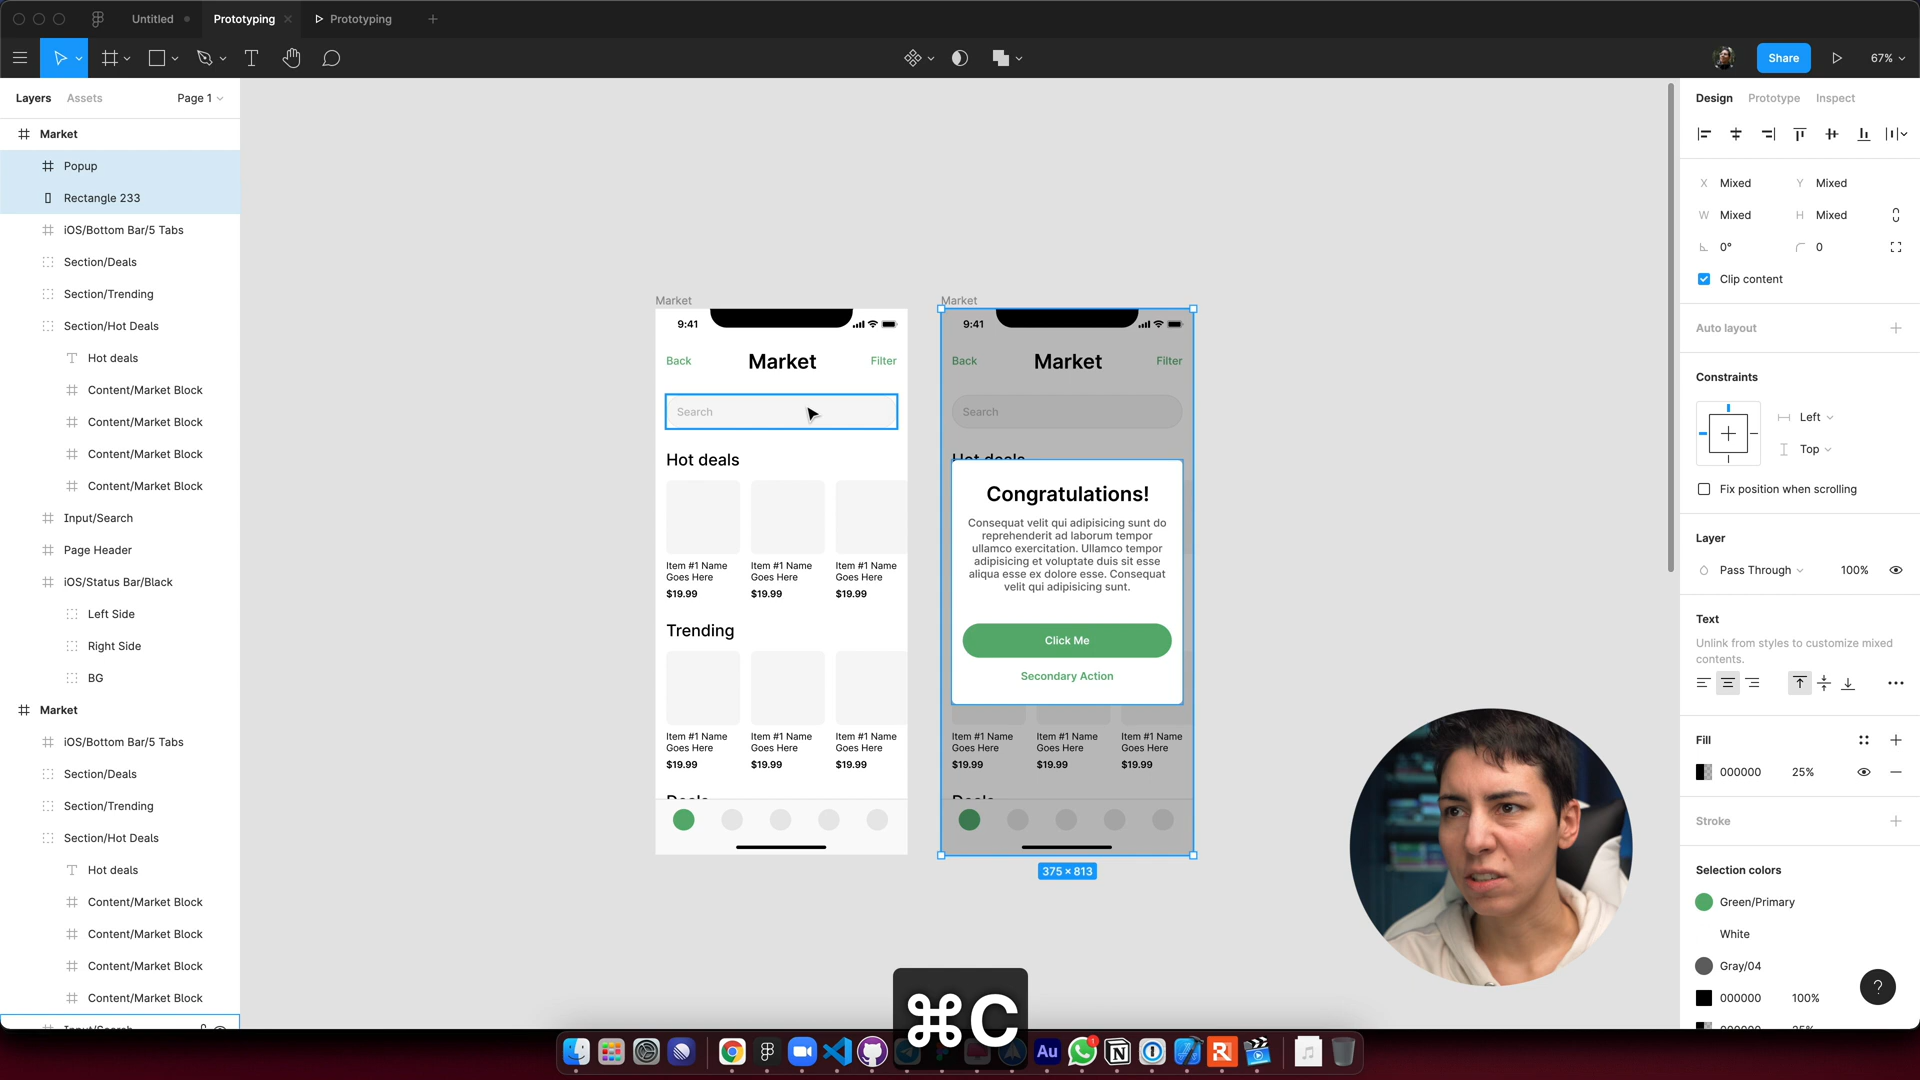 Untitled
Prototyping
Prototyping
Share
67%
Layers
Assets
Page 1
Market
Popup
Rectangle 233
iOS/Bottom Bar/5 Tabs
Section/Deals
Section/Trending
Section/Hot Deals
Hot deals
Content/Market Block
Content/Market Block
Content/Market Block
Content/Market Block
Input/Search
Page Header
iOS/Status Bar/Black
Left Side
Right Side
BG
Market
iOS/Bottom Bar/5 Tabs
Section/Deals
Section/Trending
Section/Hot Deals
Hot deals
Content/Market Block
Content/Market Block
Content/Market Block
Content/Market Block
Input/Search
Market
9:41
Back
Market
Filter
Search
Hot deals
Item #1 Name
Goes Here
$19.99
Item #1 Name
Goes Here
$19.99
Item #1 Name
Goes Here
$19.99
Trending
Item #1 Name
Goes Here
$19.99
Item #1 Name
Goes Here
$19.99
Item #1 Name
Goes Here
$19.99
Deals
Market
9:41
Back
Market
Filter
Search
Hot deals
Congratulations!
Consequat velit qui adipisicing sunt do
reprehenderit ad laborum tempor
ullamco exercitation. Ullamco tempor
adipisicing et voluptate duis sit esse
aliqua esse ex dolore esse. Consequat
velit qui adipisicing sunt.
Click Me
Secondary Action
Item #1 Name
Goes Here
$19.99
Item #1 Name
Goes Here
$19.99
Item #1 Name
Goes Here
$19.99
Deals
375 × 813
⌘C
Design
Prototype
Inspect
X Mixed
Y Mixed
W Mixed
H Mixed
0°
0
Clip content
Auto layout
Constraints
Left
Top
Fix position when scrolling
Layer
Pass Through
100%
Text
Unlink from styles to customize mixed
contents.
Fill
000000
25%
Stroke
Selection colors
Green/Primary
White
Gray/04
000000
100%
000000
25%
?
Au
1